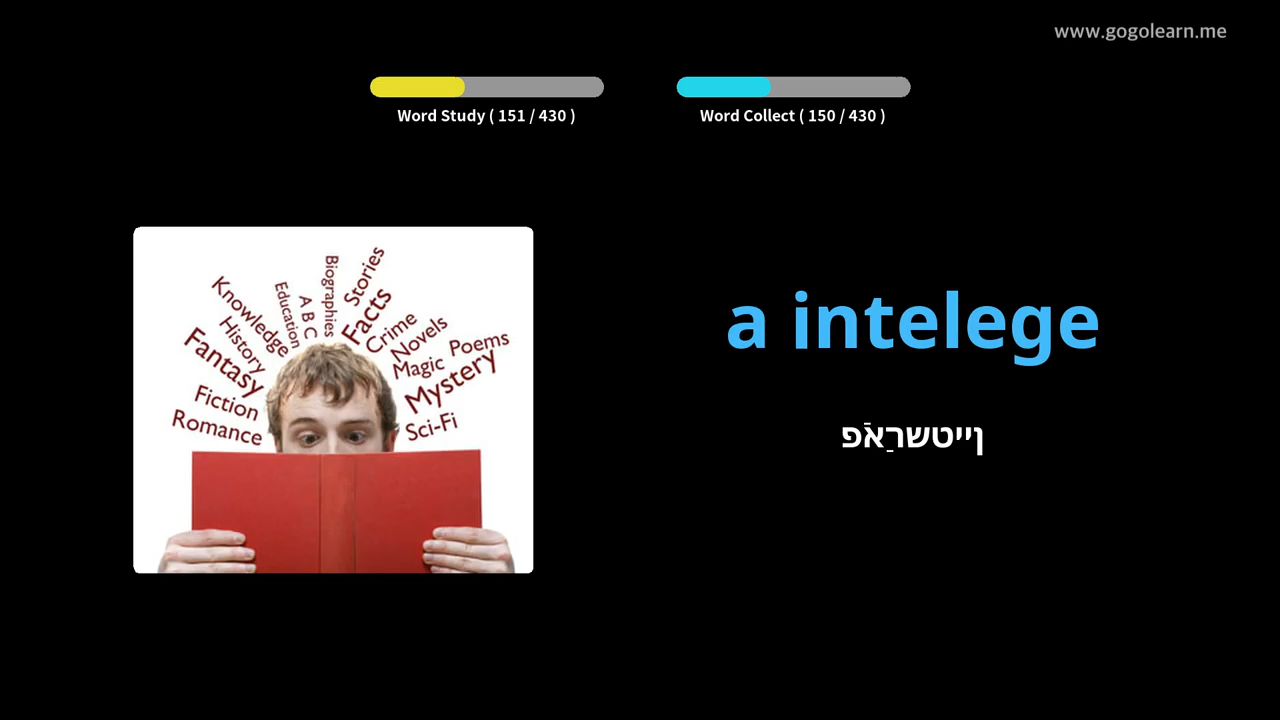 www.gogolearn.me
Word Study ( 151 / 430 )
Word Collect ( 150 / 430 )
Knowledge
Education
A B C
Biographies
Stories
Facts
Crime
Novels
Poems
Magic
Mystery
Sci-Fi
History
Fantasy
Fiction
Romance
a intelege
ןייטשרַאֿפ